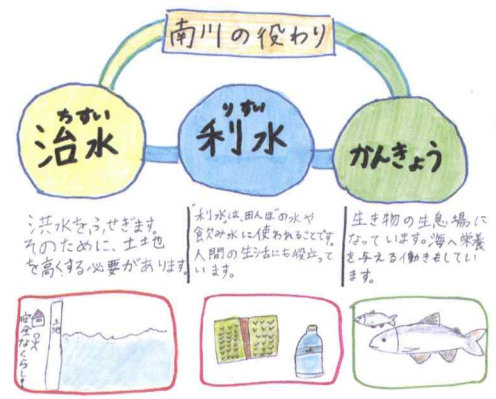 南川の役わり
ちすい
治水
りすい
利水
かんきょう
洪水をふせぎます。
そのために、土地
を高くする必要があります。
利水は、田んぼの水や
飲み水に使われることです。
人間の生活にも役立って
います。
生き物の生息場に
なっています。海へ栄養
を与える働きもしてい
ます。
安全なくらし
土地
水